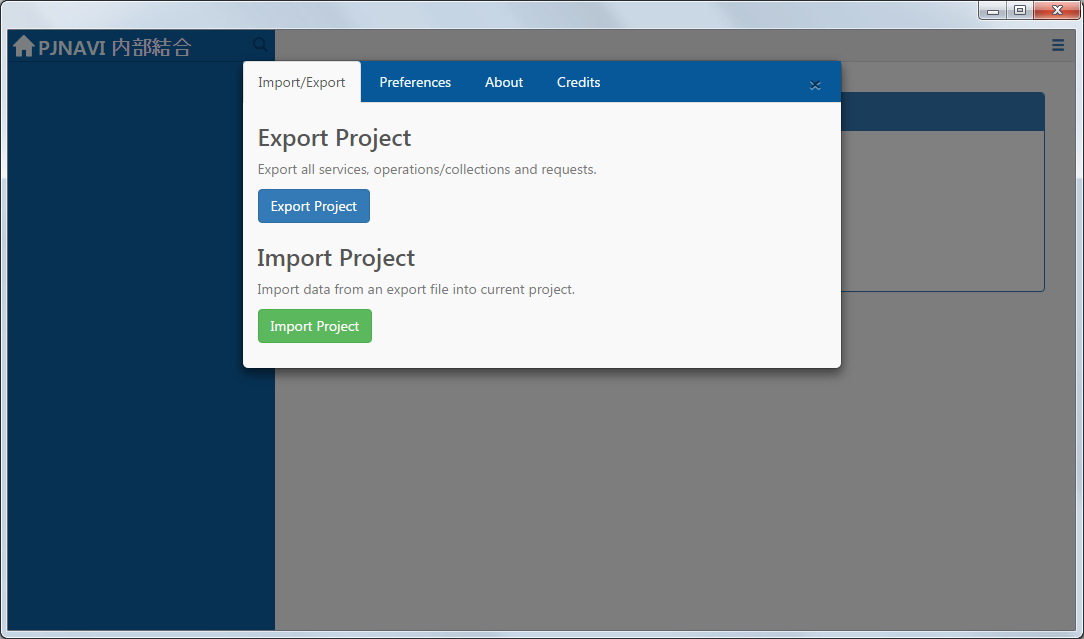 PJNAVI 内部結合
Import/Export
Preferences
About
Credits
Export Project
Export all services, operations/collections and requests.
Export Project
Import Project
Import data from an export file into current project.
Import Project